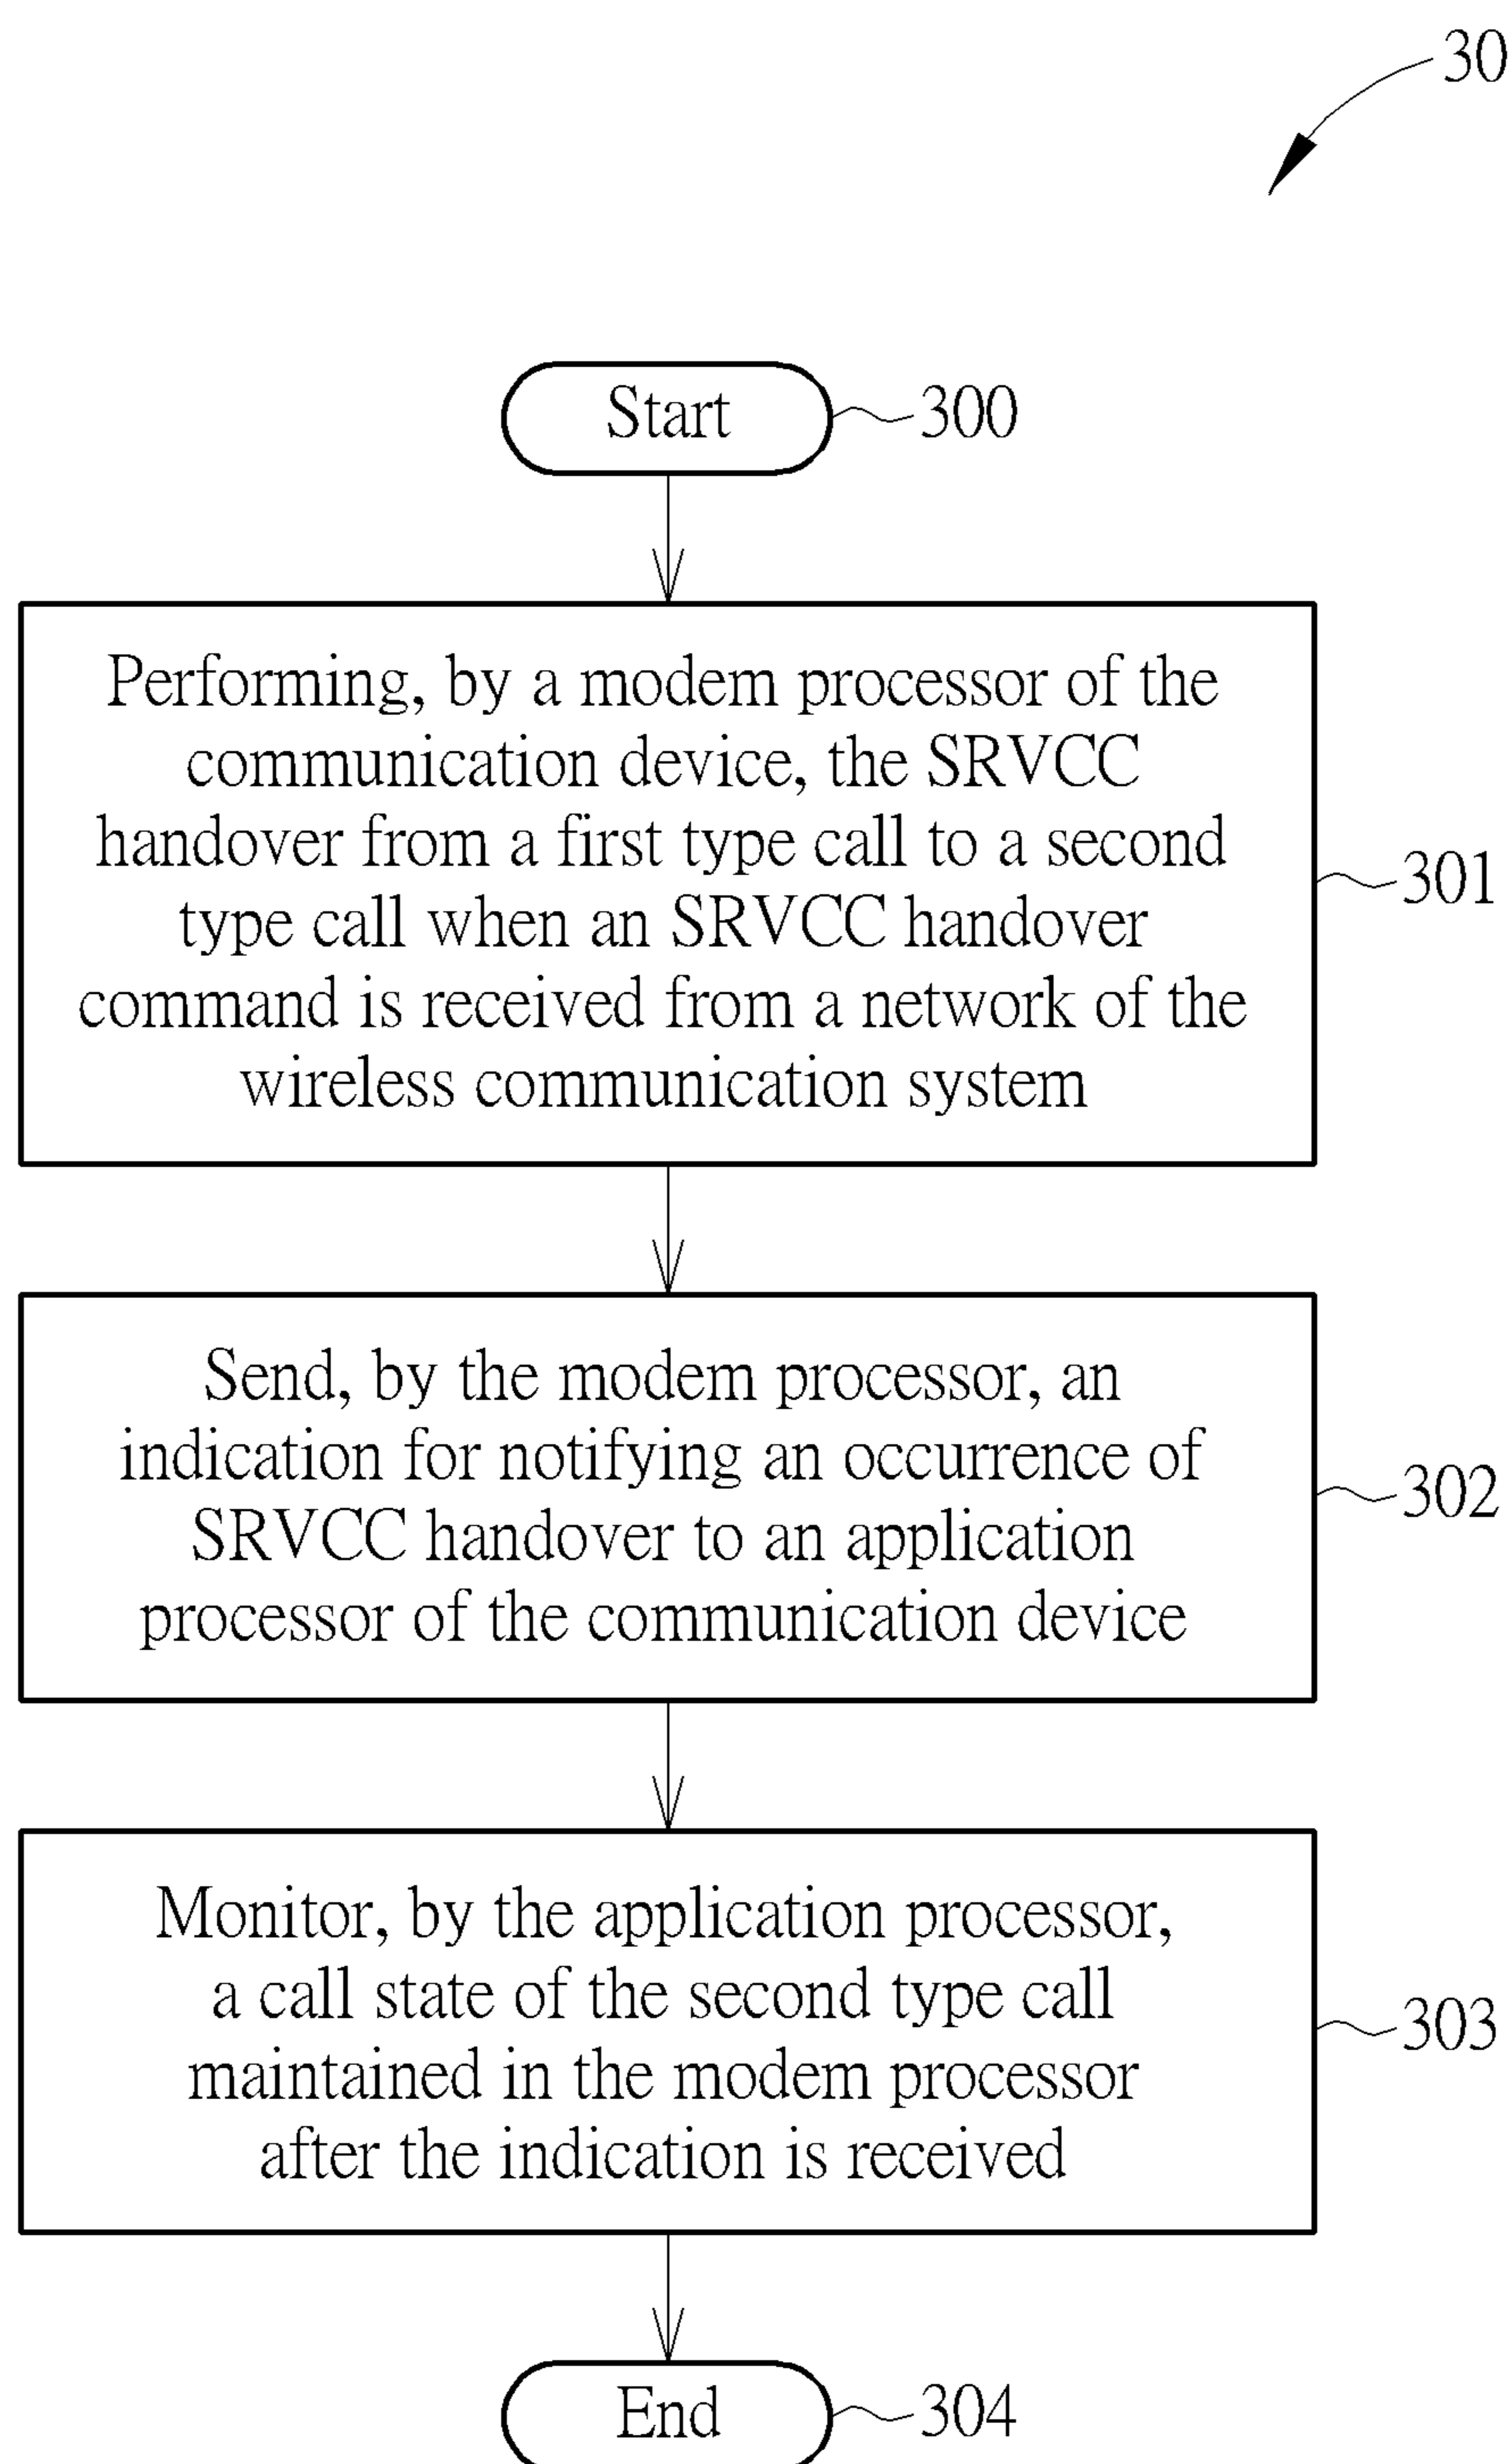 30
Start
300
Performing, by a modem processor of the
communication device, the SRVCC
handover from a first type call to a second
type call when an SRVCC handover
command is received from a network of the
wireless communication system
301
Send, by the modem processor, an
indication for notifying an occurrence of
SRVCC handover to an application
processor of the communication device
302
Monitor, by the application processor,
a call state of the second type call
maintained in the modem processor
after the indication is received
303
End
304